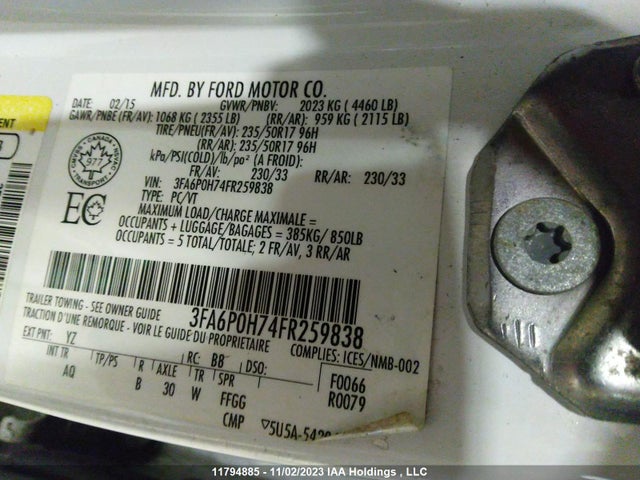 MFD. BY FORD MOTOR CO.
DATE 02/15 GVWR/PNBV: 2023 KG ( 4460 LB)
GAWR/PNBE (FR/AV): 1068 KG ( 2355 LB) (RR/AR): 959 KG ( 2115 LB)
TIRE/PNEU(FR/AV): 235/50R17 96H
(RR/AR): 235/50R17 96H
kPa/PSI(COLD)/lb/po² (A FROID):
FR/AV: 230/33 RR/AR: 230/33
VIN: 3FA6P0H74FR259838
TYPE: PC/VT
MAXIMUM LOAD/CHARGE MAXIMALE =
OCCUPANTS + LUGGAGE/BAGAGES = 385KG/ 850LB
OCCUPANTS = 5 TOTAL/TOTALE; 2 FR/AV, 3 RR/AR
CANADA
977
EC
ENT
3FA6P0H74FR259838
TRAILER TOWING - SEE OWNER GUIDE
TRACTION D'UNE REMORQUE - VOIR LE GUIDE DU PROPRIETAIRE
COMPLIES: ICES/NMB-002
EXT PNT: YZ RC: BB DSO:
INT TR TP/PS R AXLE TR SPR F0066
AQ B 30 W FFGG R0079
CMP 5U5A-5420
11794885 - 11/02/2023 IAA Holdings , LLC